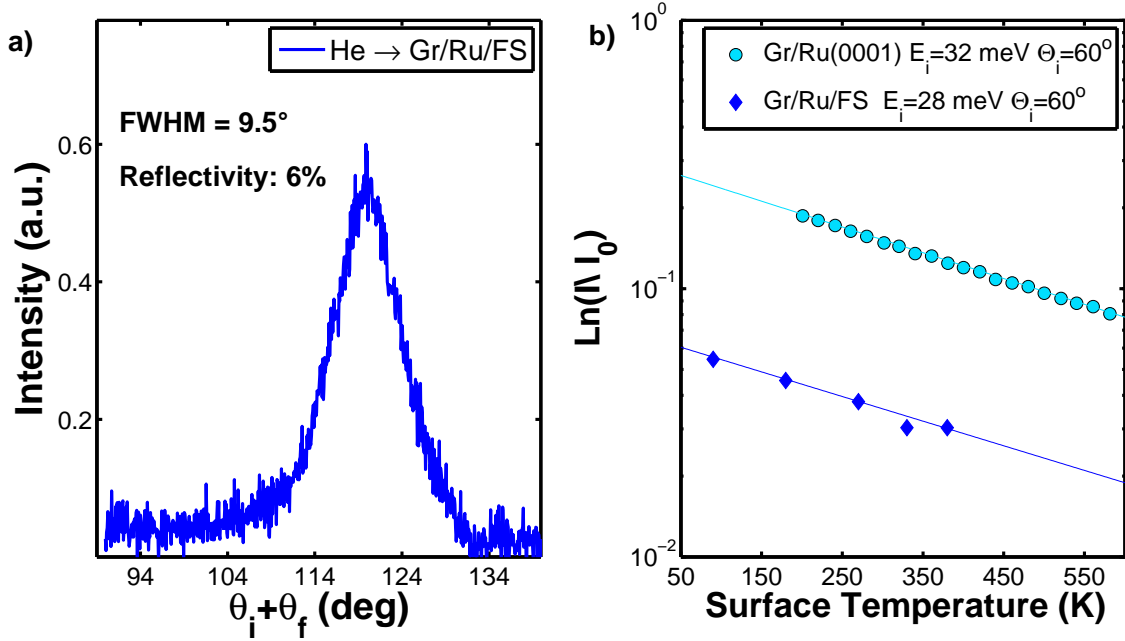 a)
He → Gr/Ru/FS
FWHM = 9.5°
Reflectivity: 6%
Intensity (a.u.)
0.6
0.4
0.2
94 104 114 124 134
θi+θf (deg)
b)
Gr/Ru(0001) Ei=32 meV Θi=60°
Gr/Ru/FS Ei=28 meV Θi=60°
Ln(I\ I0)
10^0
10^-1
10^-2
50 150 250 350 450 550
Surface Temperature (K)